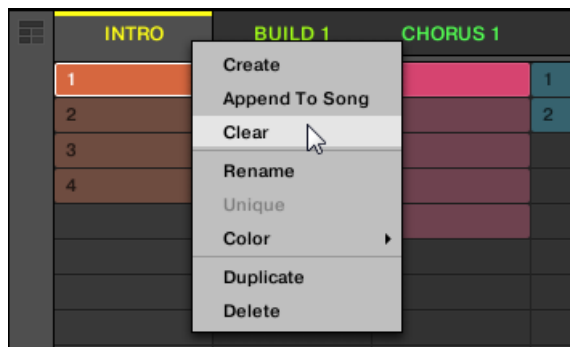 INTRO BUILD 1 CHORUS 1
1 Create 1
2 Append To Song 2
3 Clear
4 Rename
Unique
Color
Duplicate
Delete